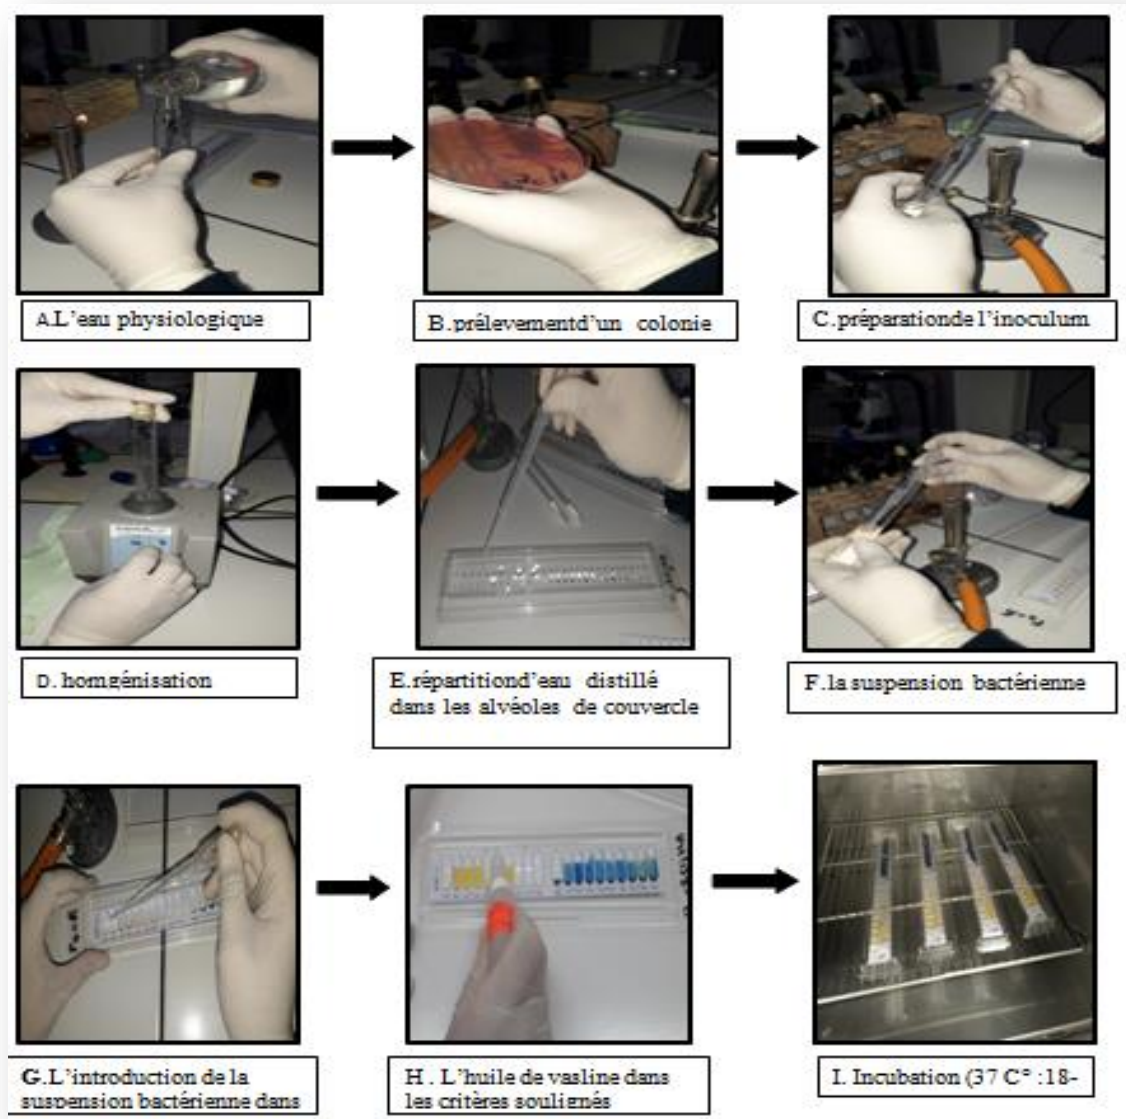 A.L'eau physiologique
B.prêlevementd'un colonie
C.préparationde l'inoculum
D. homgénisation
E.répartitiond'eau distillé
dans les alvéoles de couvercle
F.la suspension bactérienne
G.L'introduction de la
suspension bactérienne dans
H . L'huile de vasline dans
les critères soulignés
I. Incubation (37 C° :18-